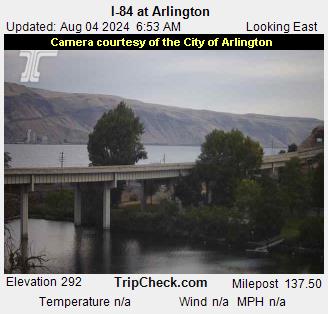 I-84 at Arlington
Updated: Aug 04 2024 6:53 AM Looking East
Camera courtesy of the City of Arlington
Elevation 292 TripCheck.com Milepost 137.50
Temperature n/a Wind n/a MPH n/a